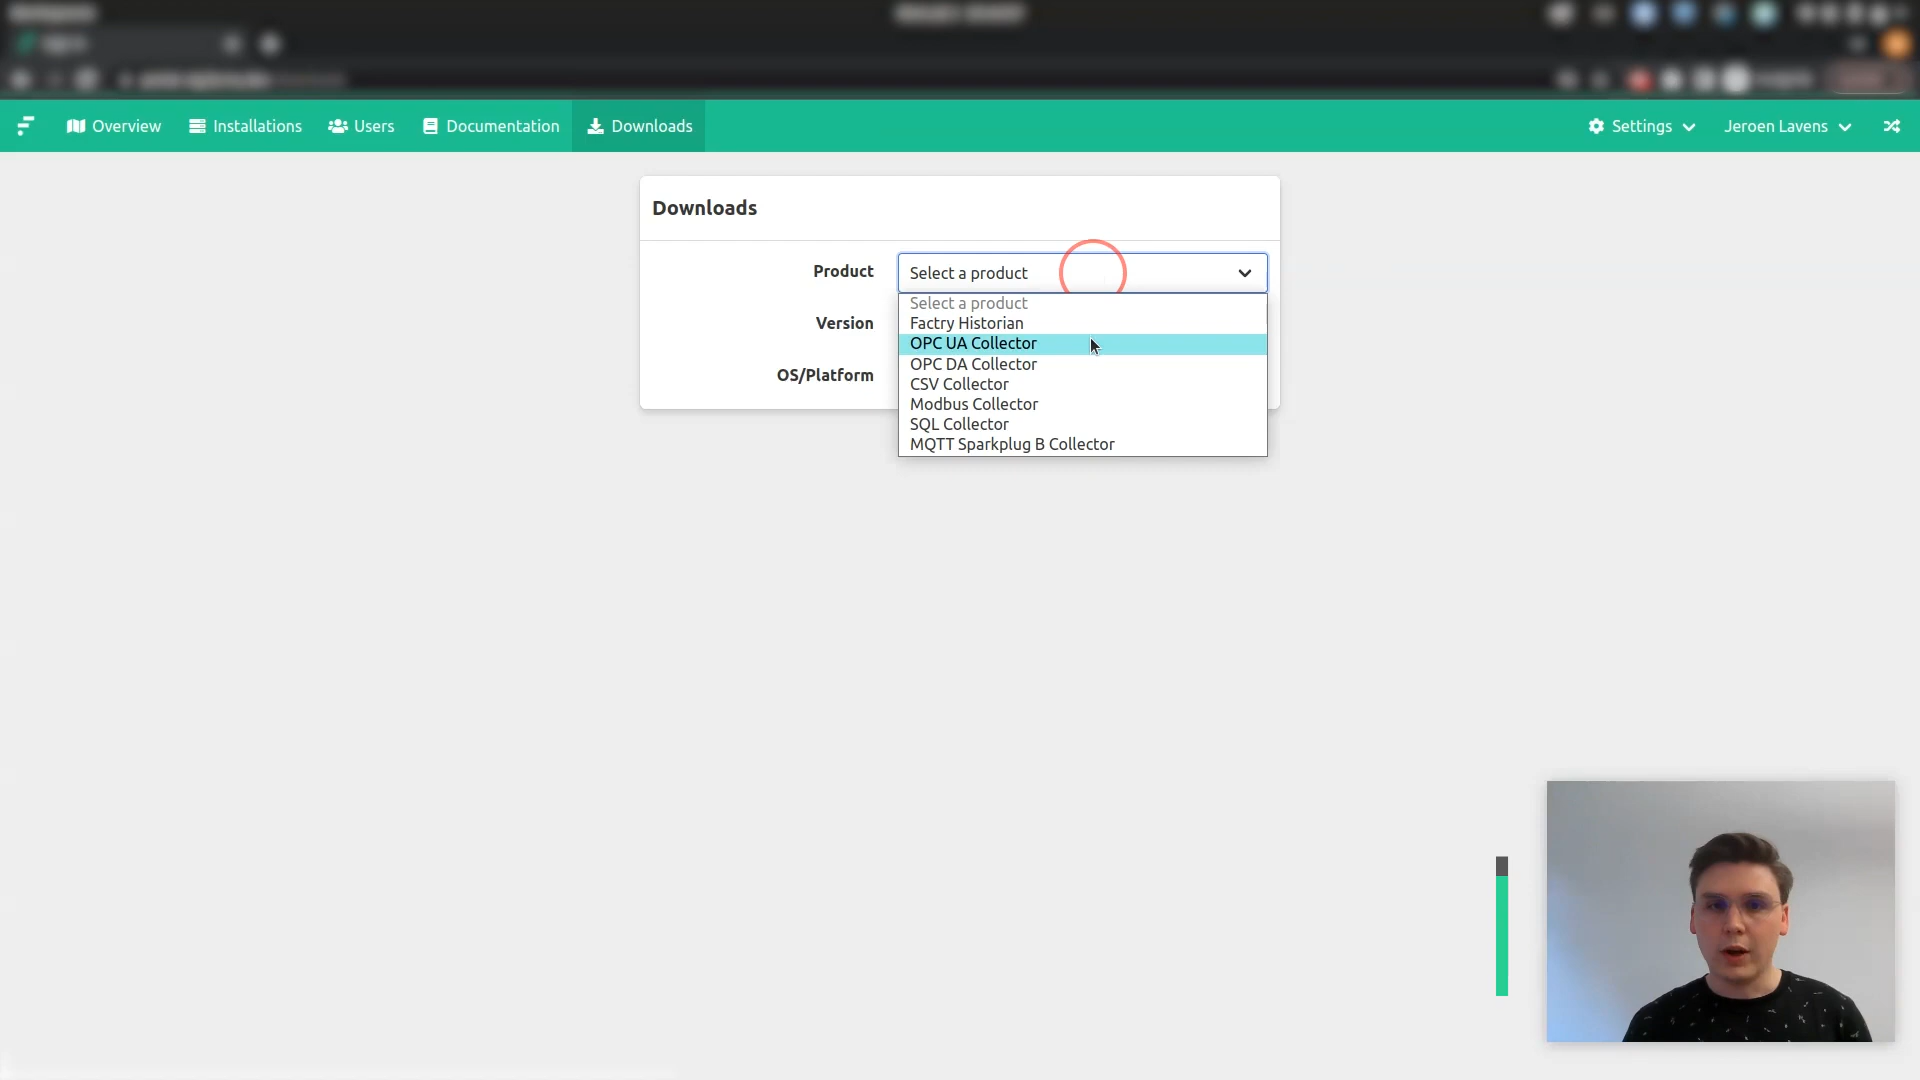 Overview Installations Users Documentation Downloads Settings Jeroen Lavens
Downloads
Product Select a product
Select a product
Factry Historian
Version
OPC UA Collector
OPC DA Collector
OS/Platform
CSV Collector
Modbus Collector
SQL Collector
MQTT Sparkplug B Collector